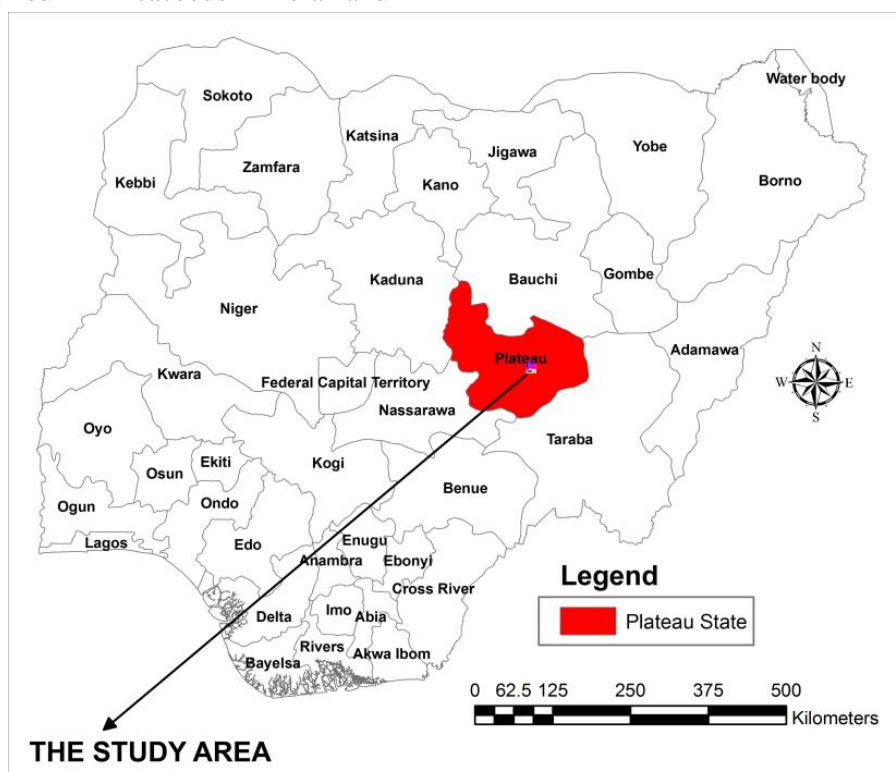 Water body
Sokoto
Katsina
Jigawa
Yobe
Zamfara
Kebbi
Kano
Borno
Kaduna
Bauchi
Gombe
Niger
Plateau
Adamawa
Kwara
Federal Capital Territory
Nassarawa
Oyo
Taraba
Ekiti
Kogi
Osun
Benue
Ondo
Ogun
Lagos
Edo
Enugu
Anambra
Ebonyi
Cross River
Imo
Abia
Delta
Rivers
Akwa Ibom
Bayelsa
N
W
E
S
Legend
Plateau State
0 62.5 125 250 375 500
Kilometers
THE STUDY AREA